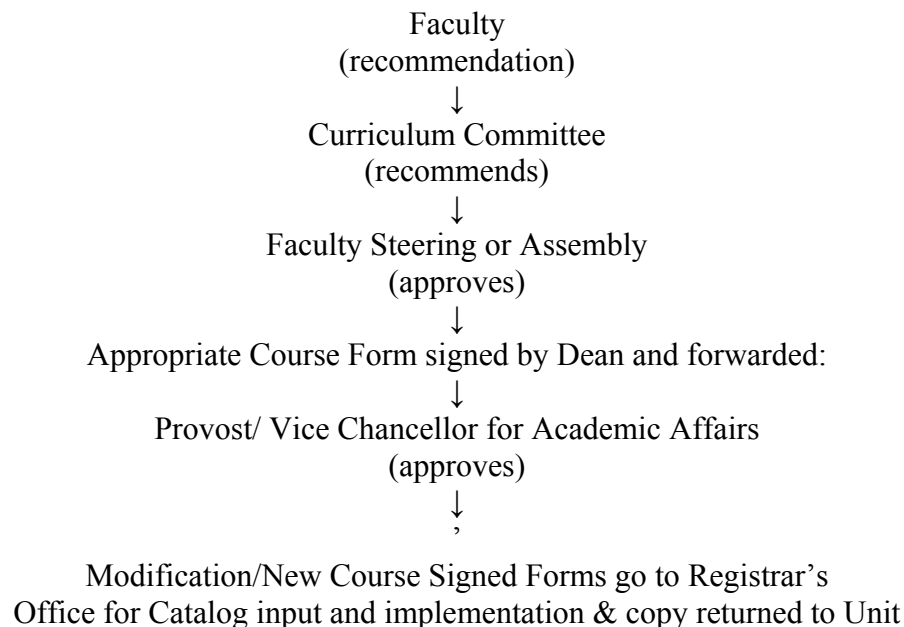 Faculty
(recommendation)
↓
Curriculum Committee
(recommends)
↓
Faculty Steering or Assembly
(approves)
↓
Appropriate Course Form signed by Dean and forwarded:
↓
Provost/ Vice Chancellor for Academic Affairs
(approves)
↓
,
Modification/New Course Signed Forms go to Registrar’s
Office for Catalog input and implementation & copy returned to Unit